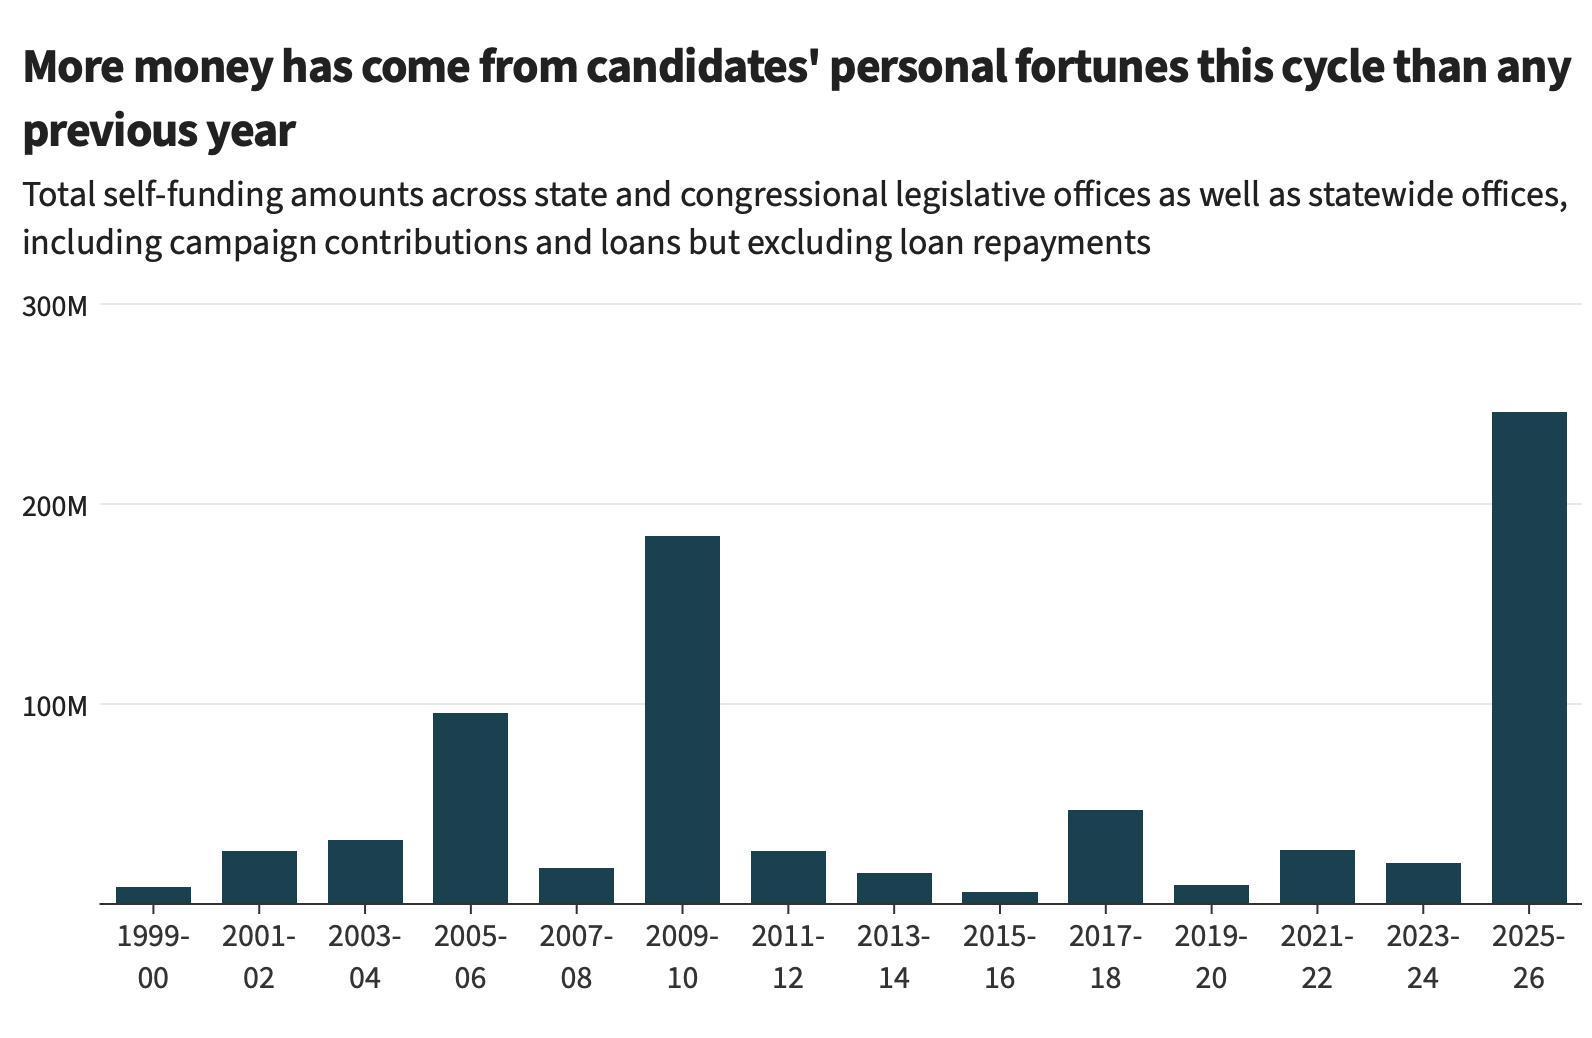 More money has come from candidates' personal fortunes this cycle than any
previous year
Total self-funding amounts across state and congressional legislative offices as well as statewide offices,
including campaign contributions and loans but excluding loan repayments
300M
200M
100M
1999- 2001- 2003- 2005- 2007- 2009- 2011- 2013- 2015- 2017- 2019- 2021- 2023- 2025-
00 02 04 06 08 10 12 14 16 18 20 22 24 26